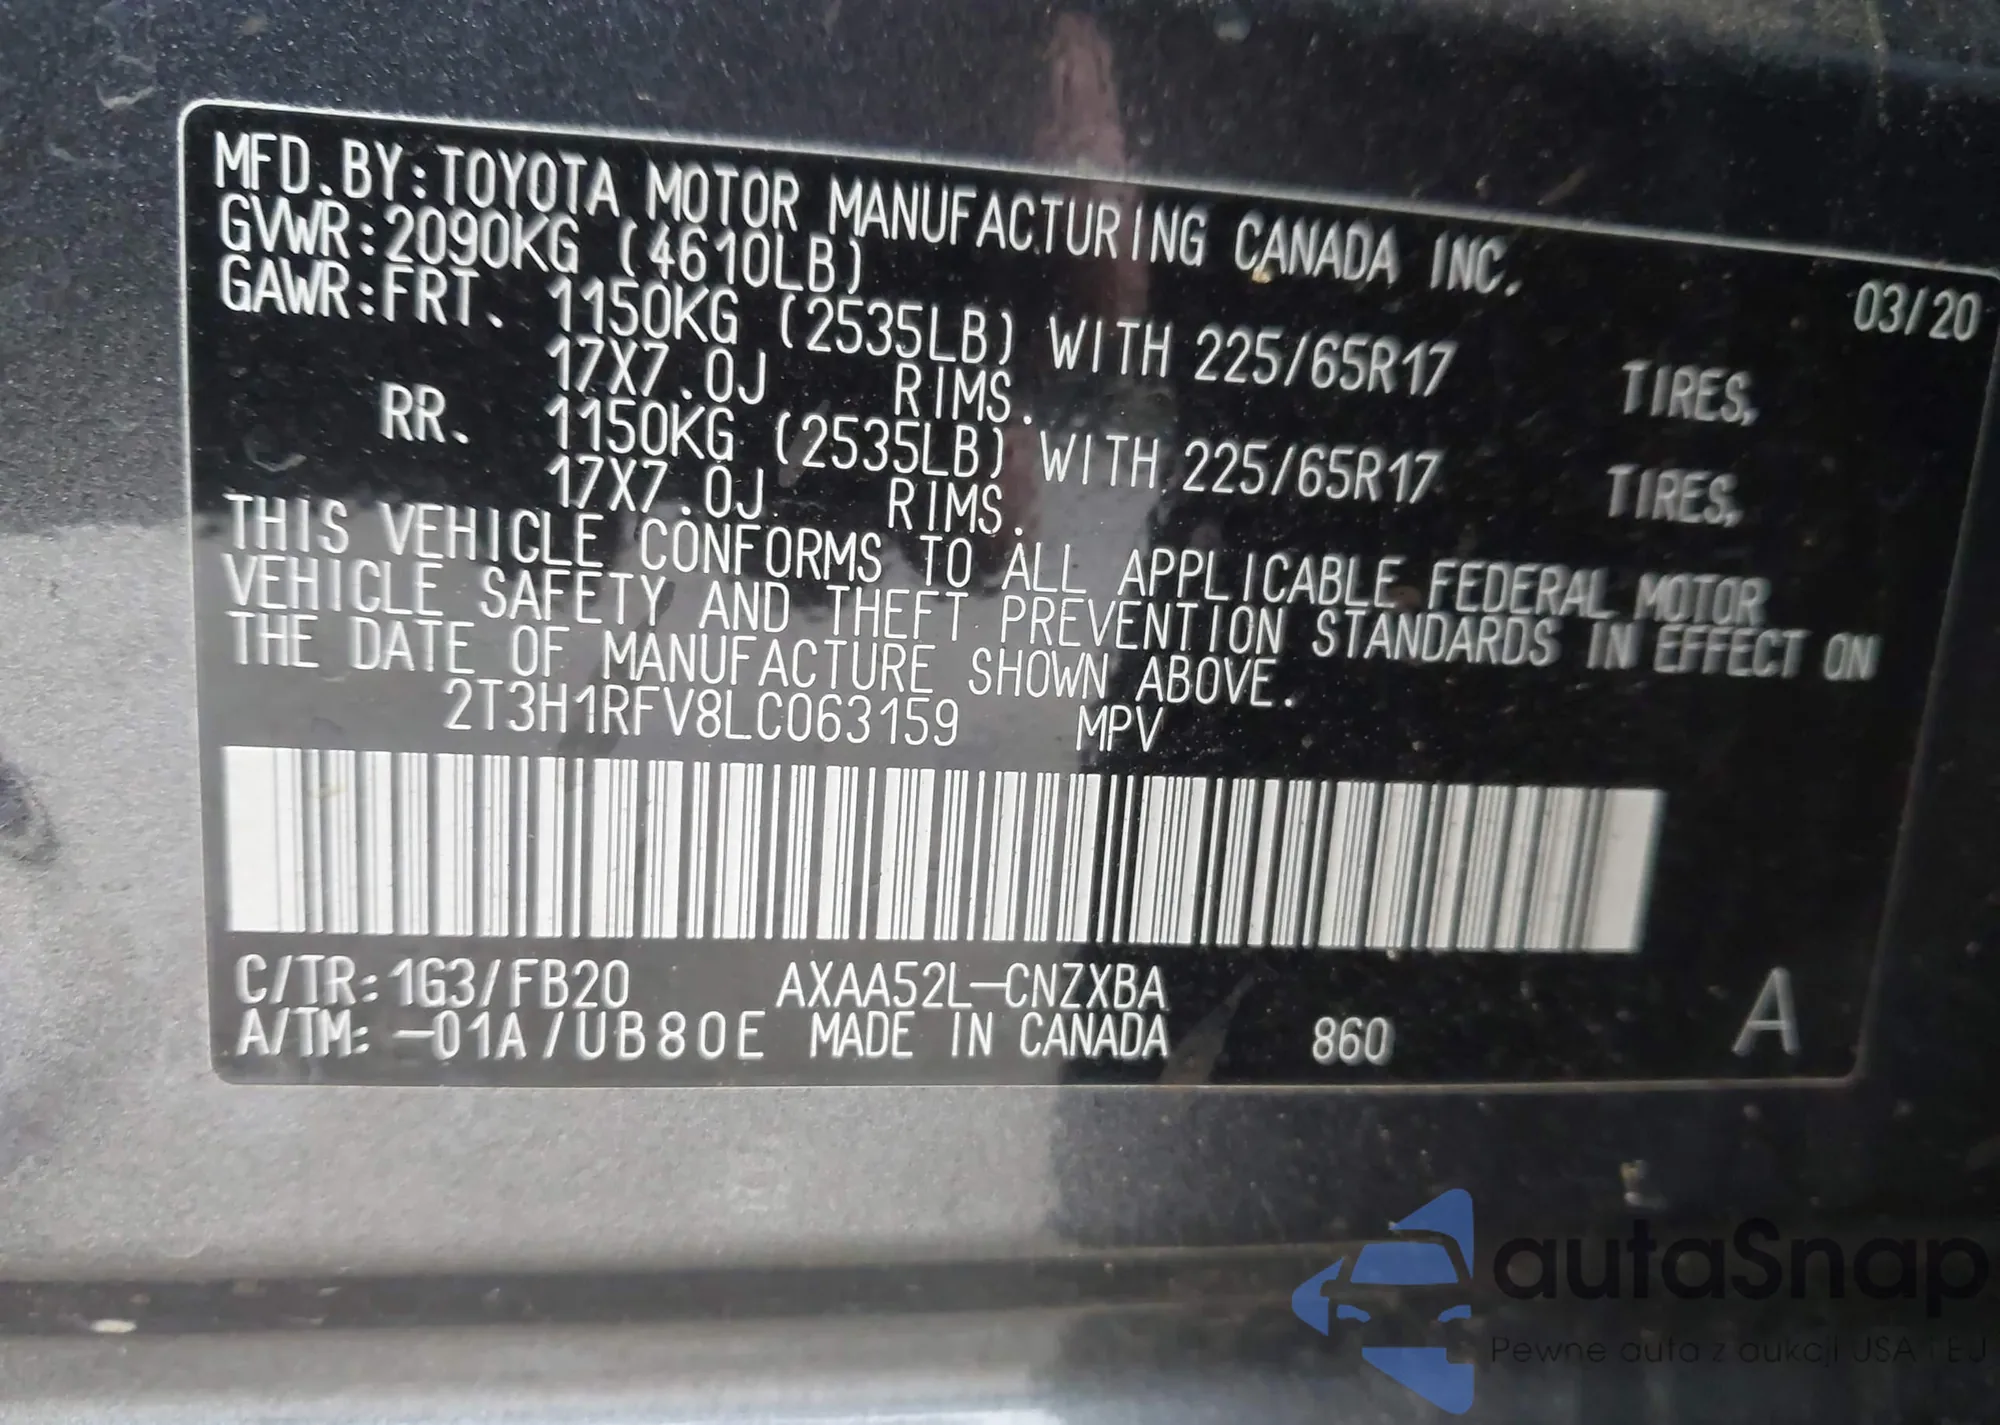 MFD.BY:TOYOTA MOTOR MANUFACTURING CANADA INC.
03/20
GVWR:2090KG (4610LB)
GAWR:FRT. 1150KG (2535LB) WITH 225/65R17 TIRES,
17X7.0J RIMS.
RR. 1150KG (2535LB) WITH 225/65R17 TIRES,
17X7.0J RIMS.
THIS VEHICLE CONFORMS TO ALL APPLICABLE FEDERAL MOTOR
VEHICLE SAFETY AND THEFT PREVENTION STANDARDS IN EFFECT ON
THE DATE OF MANUFACTURE SHOWN ABOVE.
2T3H1RFV8LC063159 MPV
C/TR:1G3/FB20 AXAA52L-CNZXBA
A/TM:-01A/UB80E MADE IN CANADA 860 A
autaSnap
Pewne auta z aukcji USA i EJ